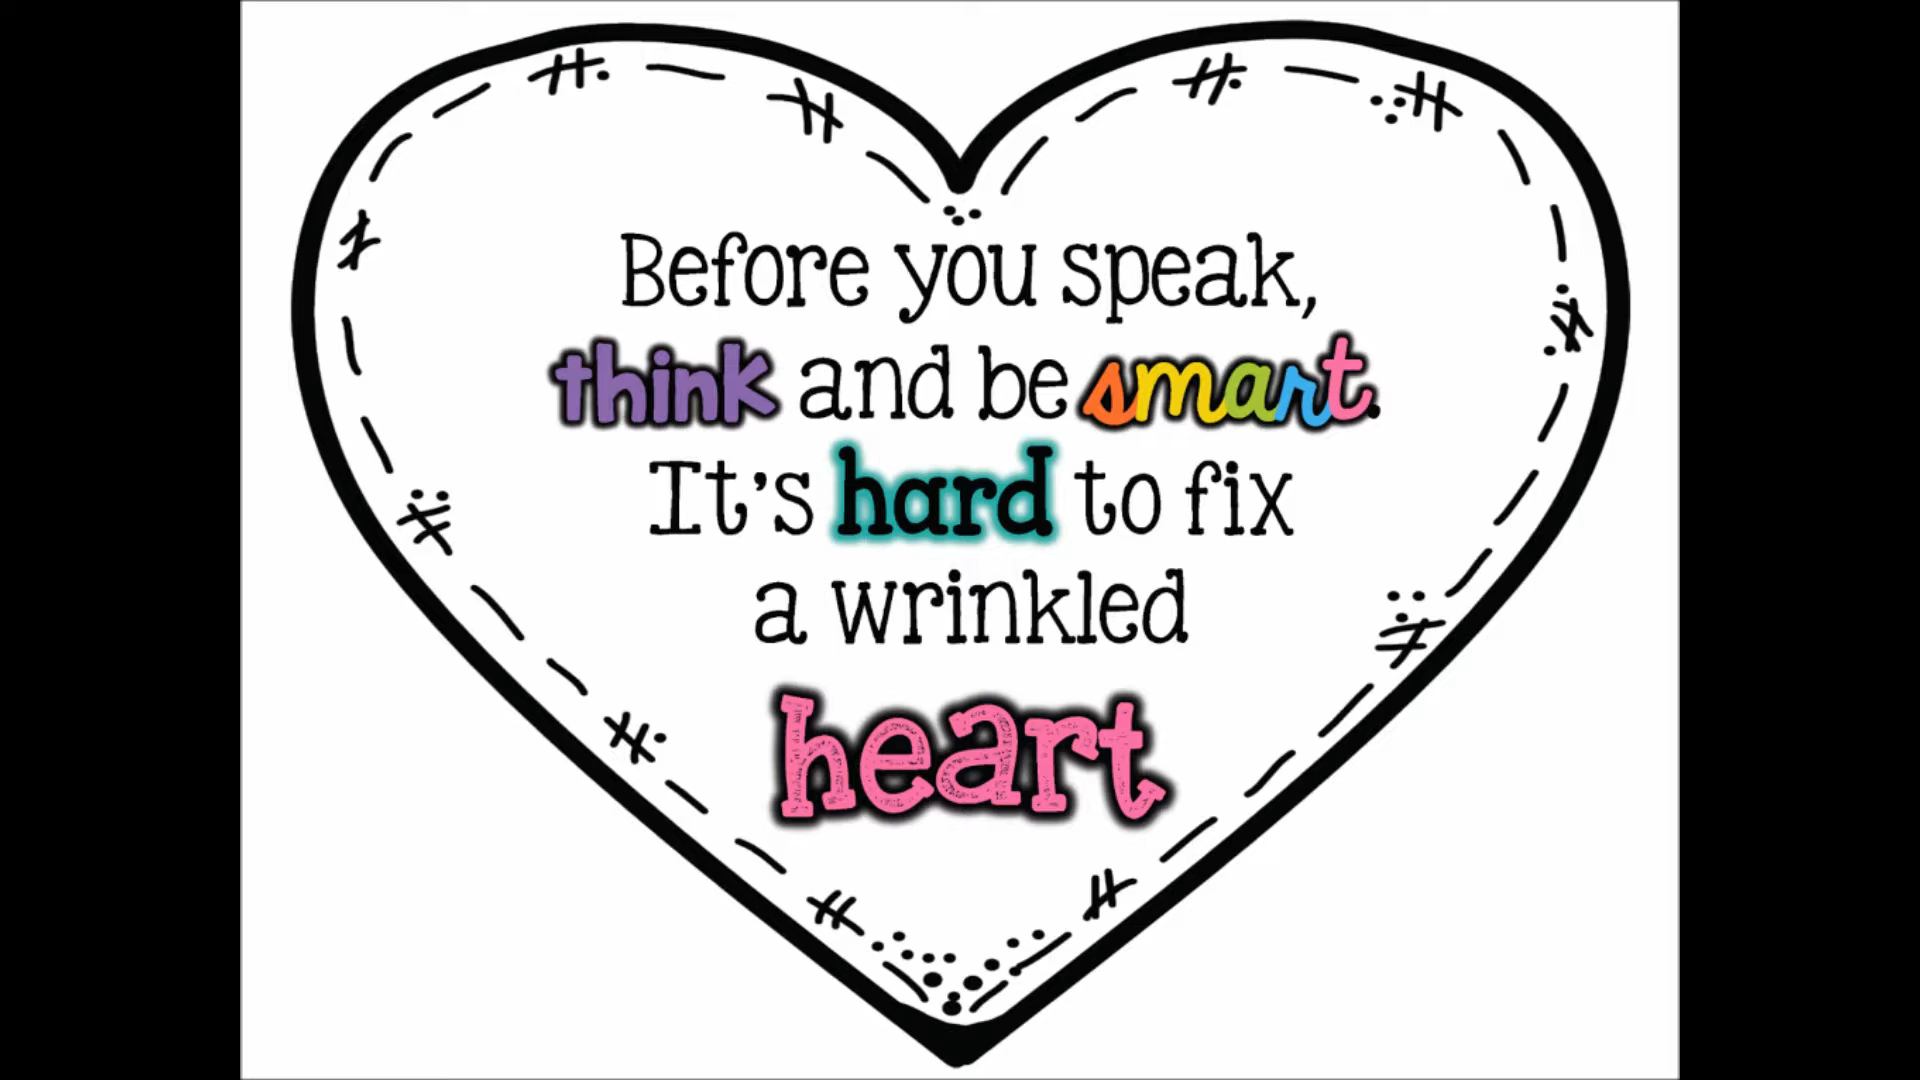 Before you speak,
think and be smart.
It's hard to fix
a wrinkled
heart